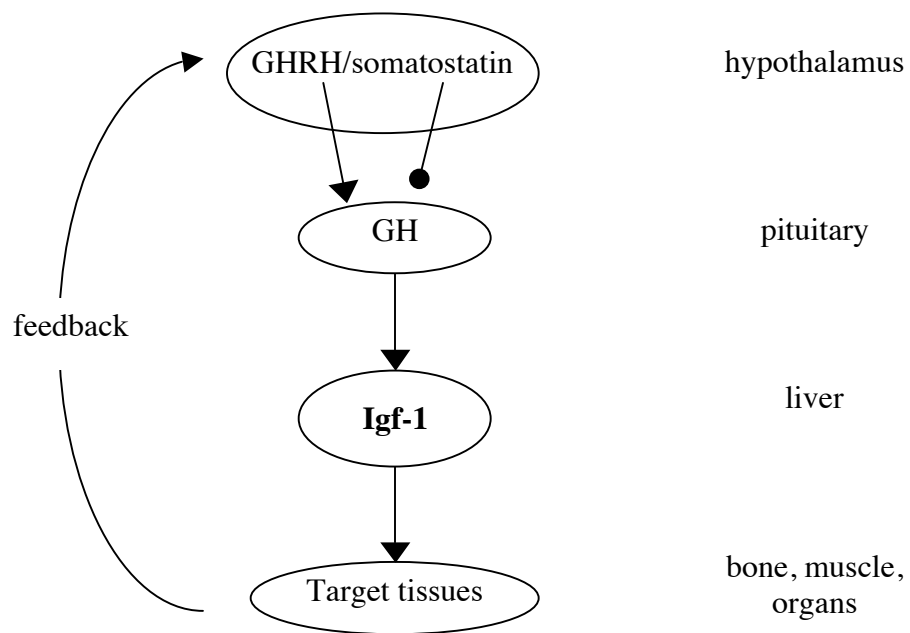 GHRH/somatostatin
hypothalamus
GH
pituitary
feedback
Igf-1
liver
Target tissues
bone, muscle,
organs